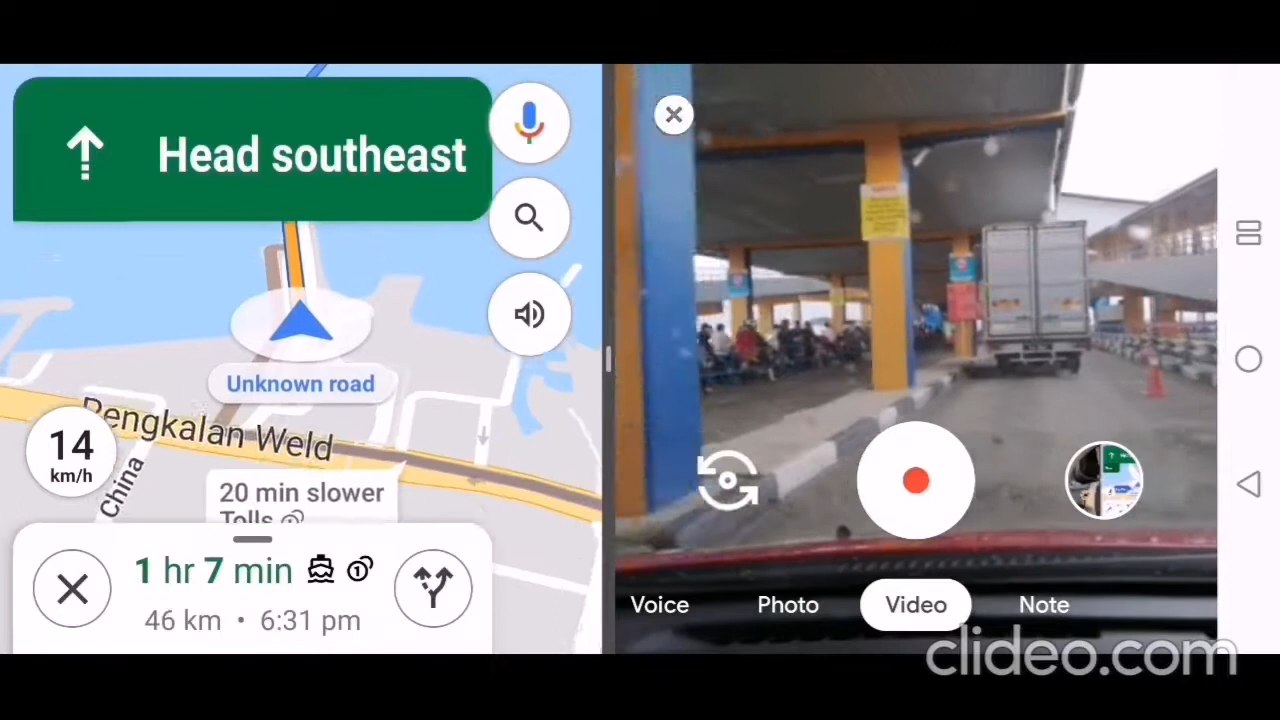 Head southeast
Unknown road
Pengkalan Weld
14
km/h
China
20 min slower
Tolls
1 hr 7 min
46 km • 6:31 pm
Voice
Photo
Video
Note
clideo.com